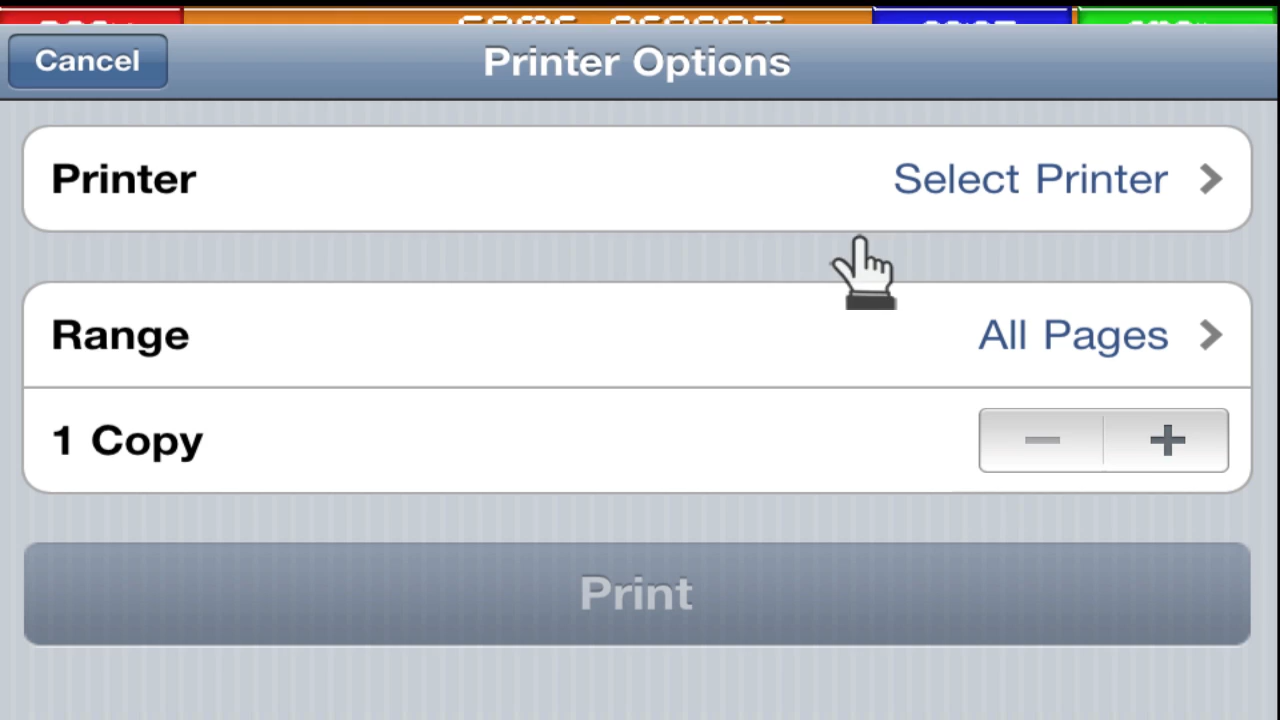 Cancel
Printer Options
Printer
Select Printer
Range
All Pages
1 Copy
Print